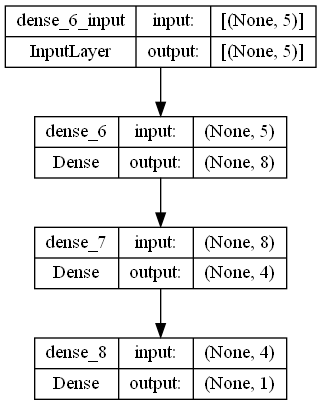 dense_6_input input: [(None, 5)]
InputLayer output: [(None, 5)]
dense_6 input: (None, 5)
Dense output: (None, 8)
dense_7 input: (None, 8)
Dense output: (None, 4)
dense_8 input: (None, 4)
Dense output: (None, 1)